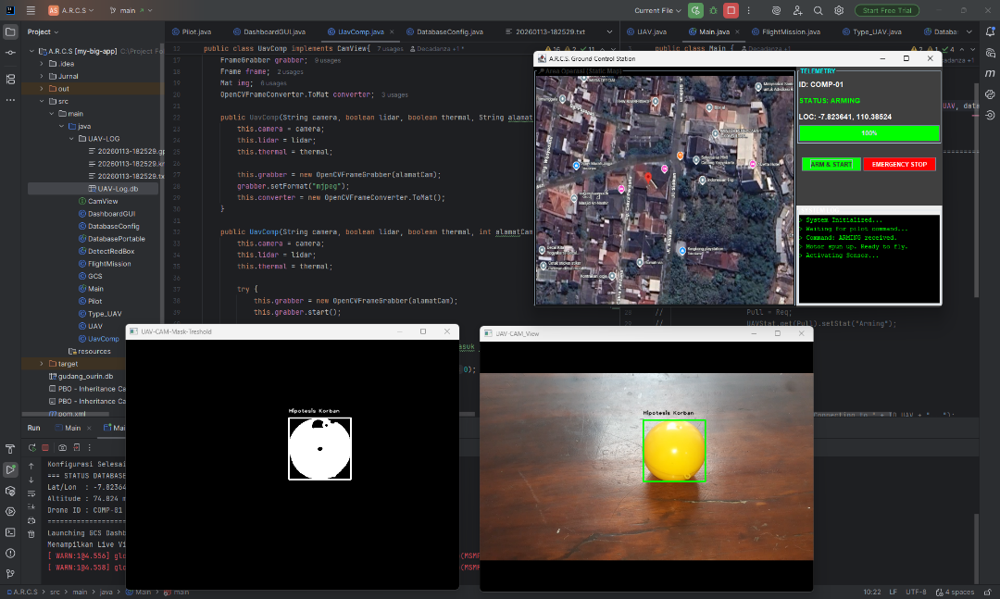 AS A.R.C.S
main
Current File
Start Free Trial
Project
Pilot.java
DashboardGUI.java
UavComp.java
DatabaseConfig.java
20260113-182529.txt
UAV.java
Main.java
FlightMission.java
Type_UAV.java
A.R.C.S [my-big-app]
.idea
Jurnal
out
src
main
java
UAV-LOG
20260113-182529.gp
20260113-182529.kr
20260113-182529.tx
UAV-Log.db
CamView
DashboardGUI
DatabaseConfig
DatabasePortable
DetectRedBox
FlightMission
GCS
Main
Pilot
Type_UAV
UAV
UavComp
resources
target
gudang_ourin.db
PBO - Inheritance Ca
PBO - Inheritance Ca
pom.xml
public class UavComp implements CamView{ 7 usages Decadanza +1 *
FrameGrabber grabber; 9 usages
Frame frame; 2 usages
Mat img; 6 usages
OpenCVFrameConverter.ToMat converter; 3 usages
public UavComp(String camera, boolean lidar, boolean thermal, String alamat
this.camera = camera;
this.lidar = lidar;
this.thermal = thermal;
this.grabber = new OpenCVFrameGrabber(alamatCam);
grabber.setFormat("mjpeg");
this.converter = new OpenCVFrameConverter.ToMat();
}
public UavComp(String camera, boolean lidar, boolean thermal, int alamatCam
this.camera = camera;
this.lidar = lidar;
this.thermal = thermal;
try {
this.grabber = new OpenCVFrameGrabber(alamatCam);
this.grabber.start();
public class Main { Decadanza +1 *
// Pull = Req;
// UAVStat.get(Pull).setStat("Arming");
A.R.C.S. Ground Control Station
Area Operasi (Static Map)
TELEMETRY
ID: COMP-01
STATUS: ARMING
LOC: -7.823641, 110.38524
100%
ARM & START
EMERGENCY STOP
> System Initialized...
> Waiting for pilot command...
> Command: ARMING received.
> Motor spun up. Ready to fly.
> Activating Sensor...
UAV-CAM-Mask-Treshold
Hipotesis Korban
UAV-CAM_View
Hipotesis Korban
Run
Main
Mai
Konfigurasi Selesai
=== STATUS DATABASE
Lat/Lon : -7.82364
Altitude : 74.824 m
Drone ID : COMP-01
Launching GCS Dashb
Menampilkan Live Vi
[ WARN:1@4.556] glo
[ WARN:1@4.558] glo
A.R.C.S > src > main > java > Main > main
10:22 LF UTF-8 4 spaces